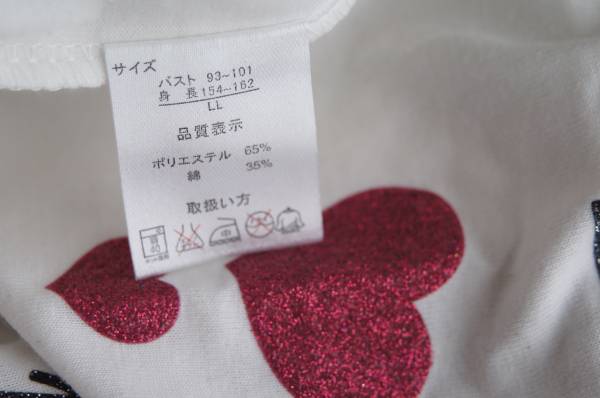 サイズ
バスト 93~101
身 長 154~162
LL
品質表示
ポリエステル 65%
綿 35%
取扱い方
中